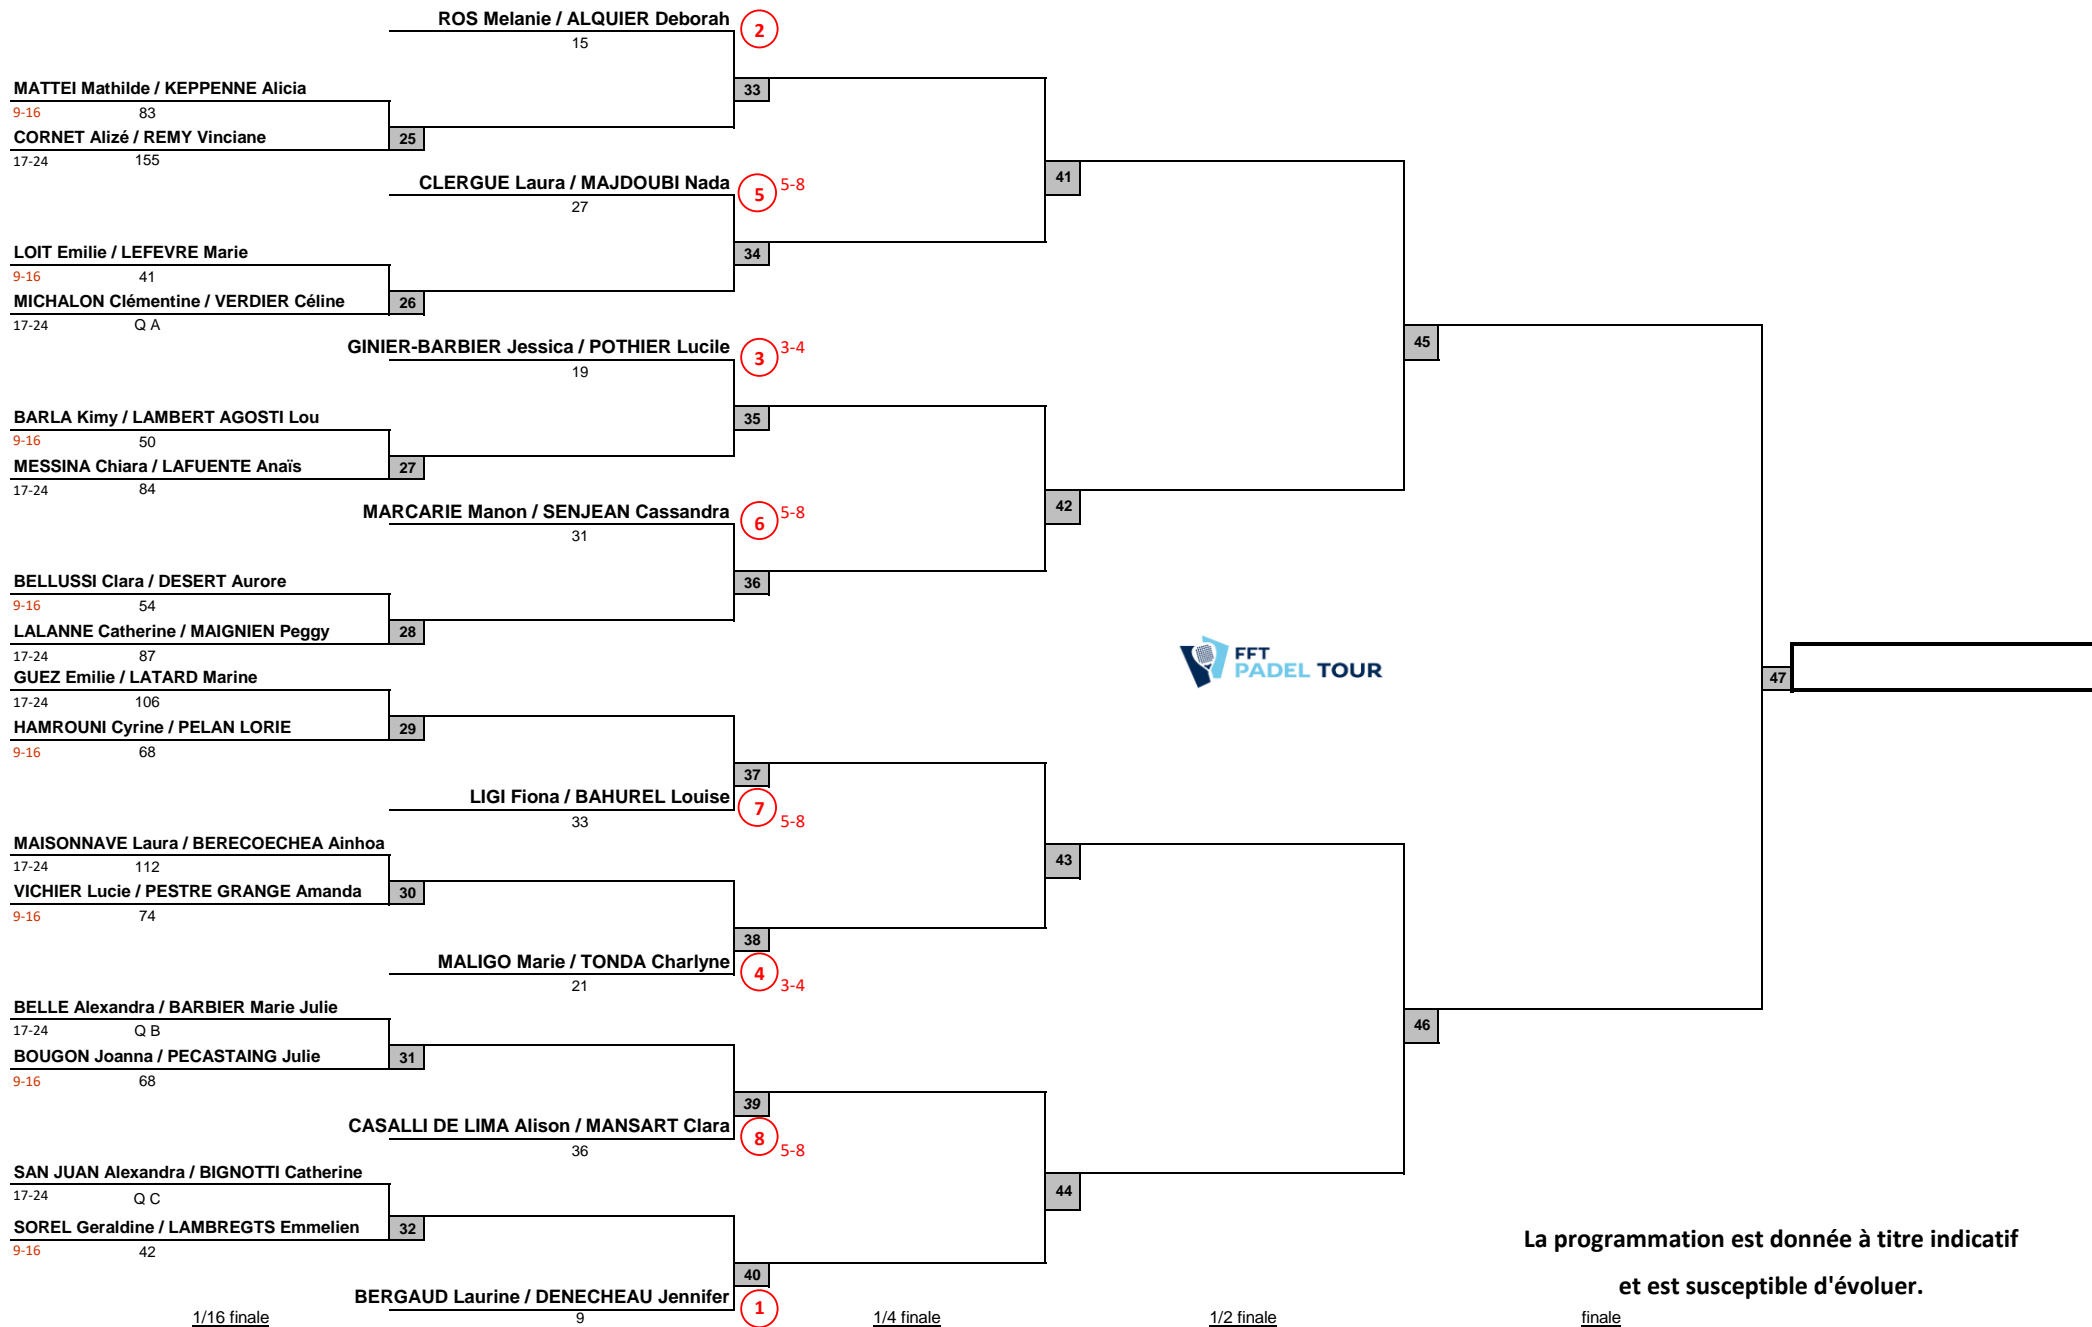 ROS Melanie / ALQUIER Deborah
2
15
MATTEI Mathilde / KEPPENNE Alicia
33
9-16 83
CORNET Alizé / REMY Vinciane
25
17-24 155
CLERGUE Laura / MAJDOUBI Nada
5 5-8
41
27
LOIT Emilie / LEFEVRE Marie
34
9-16 41
MICHALON Clémentine / VERDIER Céline
26
17-24 Q A
GINIER-BARBIER Jessica / POTHIER Lucile
3 3-4
45
19
BARLA Kimy / LAMBERT AGOSTI Lou
35
9-16 50
MESSINA Chiara / LAFUENTE Anaïs
27
17-24 84
MARCARIE Manon / SENJEAN Cassandra
6 5-8
42
31
BELLUSSI Clara / DESERT Aurore
36
9-16 54
LALANNE Catherine / MAIGNIEN Peggy
28
17-24 87
FFT
PADEL TOUR
GUEZ Emilie / LATARD Marine
47
17-24 106
HAMROUNI Cyrine / PELAN LORIE
29
9-16 68
37
LIGI Fiona / BAHUREL Louise
7 5-8
33
MAISONNAVE Laura / BERECOECHEA Ainhoa
43
17-24 112
VICHIER Lucie / PESTRE GRANGE Amanda
30
9-16 74
38
MALIGO Marie / TONDA Charlyne
4 3-4
21
BELLE Alexandra / BARBIER Marie Julie
46
17-24 Q B
BOUGON Joanna / PECASTAING Julie
31
9-16 68
39
CASALLI DE LIMA Alison / MANSART Clara
8 5-8
36
SAN JUAN Alexandra / BIGNOTTI Catherine
44
17-24 Q C
SOREL Geraldine / LAMBREGTS Emmelien
32
9-16 42
La programmation est donnée à titre indicatif
et est susceptible d'évoluer.
40
BERGAUD Laurine / DENECHEAU Jennifer
1
9
1/16 finale 1/4 finale 1/2 finale finale